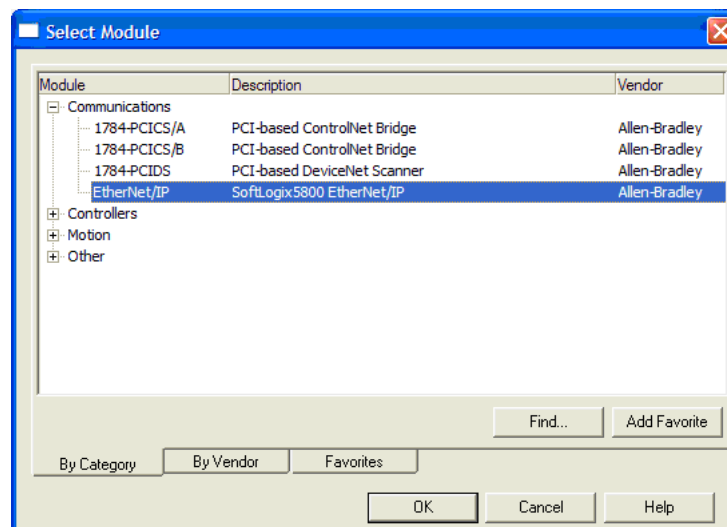 Select Module
Module Description Vendor
Communications
1784-PCICS/A PCI-based ControlNet Bridge Allen-Bradley
1784-PCICS/B PCI-based ControlNet Bridge Allen-Bradley
1784-PCIDS PCI-based DeviceNet Scanner Allen-Bradley
EtherNet/IP SoftLogix5800 EtherNet/IP Allen-Bradley
Controllers
Motion
Other
Find... Add Favorite
By Category By Vendor Favorites
OK Cancel Help